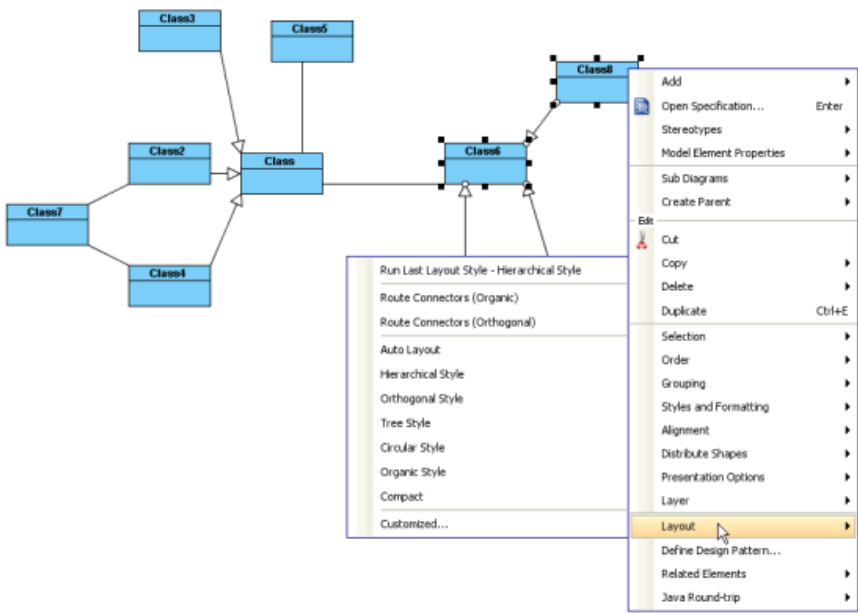 Class3
Class5
Class8
Class2
Class
Class6
Class7
Class4
Add
Open Specification... Enter
Stereotypes
Model Element Properties
Sub Diagrams
Create Parent
Edit
Cut
Copy
Delete
Duplicate Ctrl+E
Selection
Order
Grouping
Styles and Formatting
Alignment
Distribute Shapes
Presentation Options
Layer
Layout
Define Design Pattern...
Related Elements
Java Round-trip
Run Last Layout Style - Hierarchical Style
Route Connectors (Organic)
Route Connectors (Orthogonal)
Auto Layout
Hierarchical Style
Orthogonal Style
Tree Style
Circular Style
Organic Style
Compact
Customized...